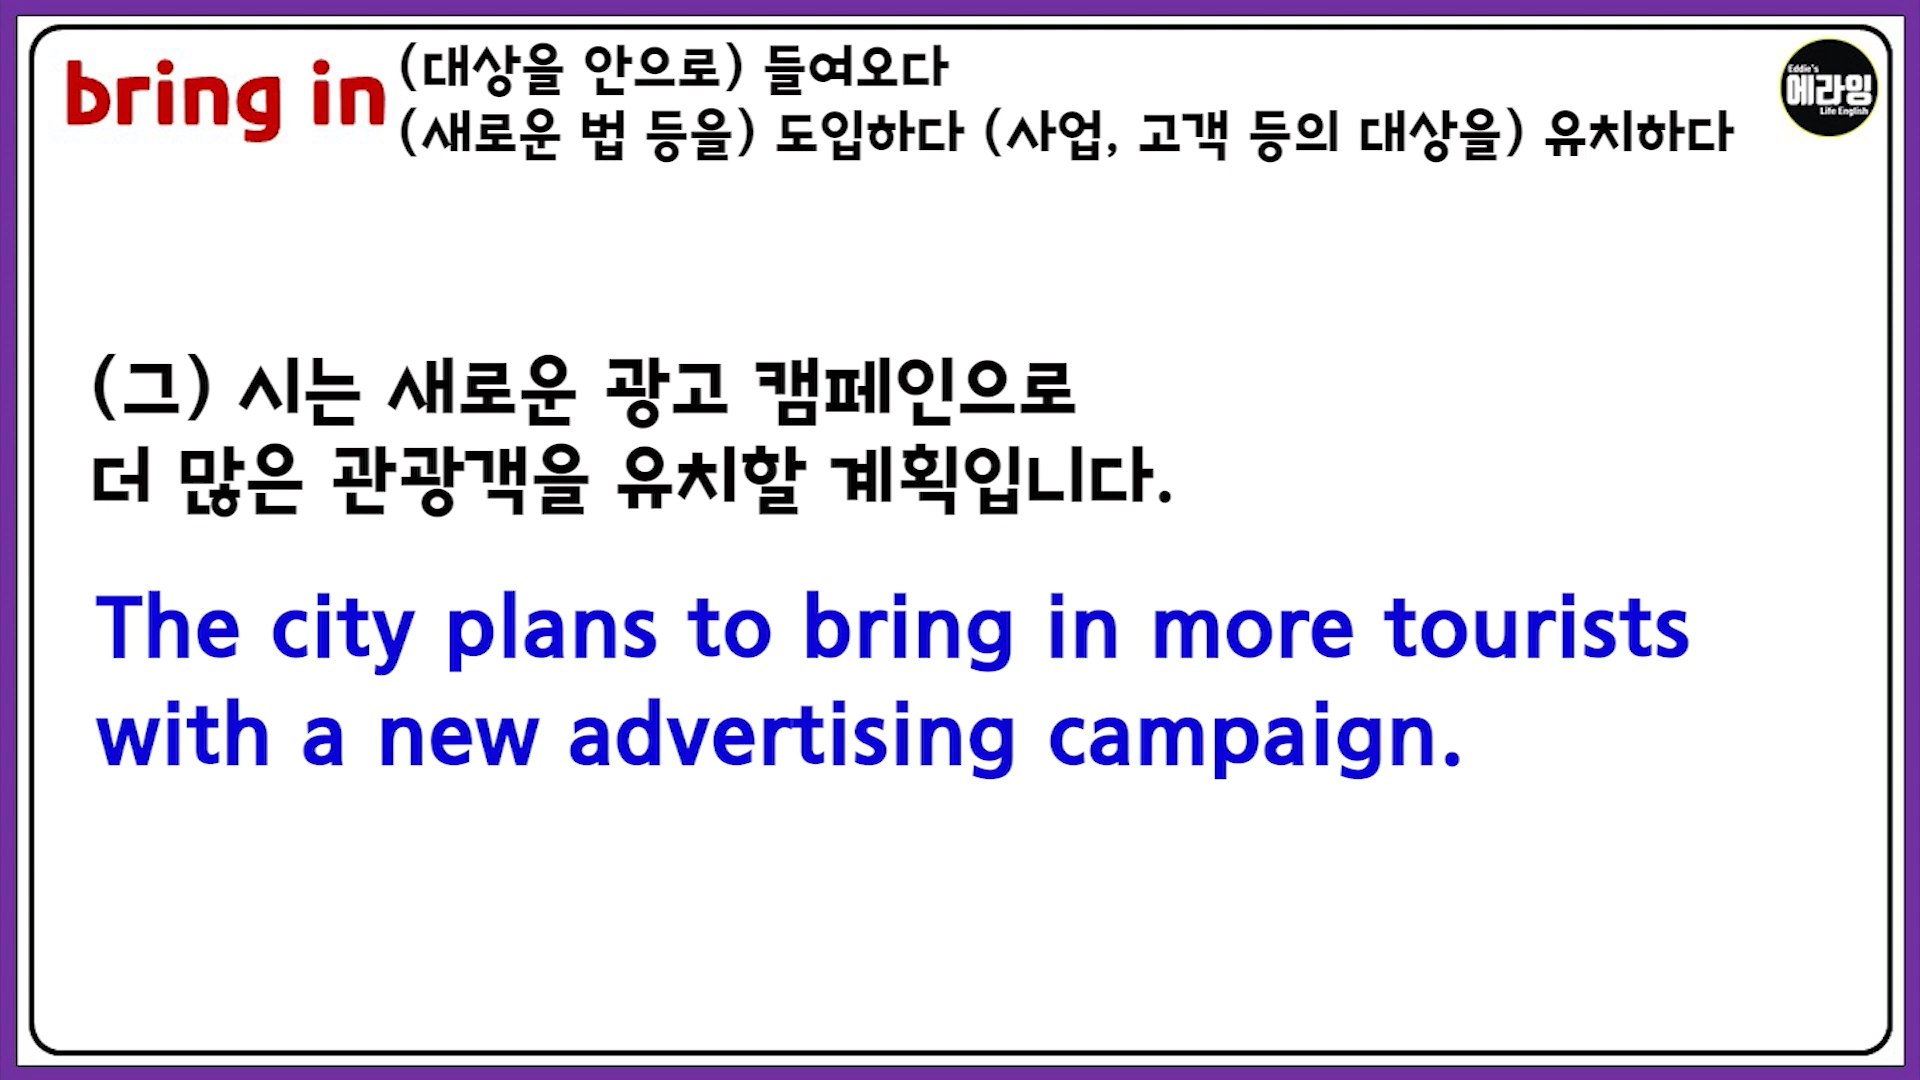 bring in
(대상을 안으로) 들여오다
(새로운 법 등을) 도입하다 (사업, 고객 등의 대상을) 유치하다
Eddie's
에라잉
Life English
(그) 시는 새로운 광고 캠페인으로
더 많은 관광객을 유치할 계획입니다.
The city plans to bring in more tourists
with a new advertising campaign.